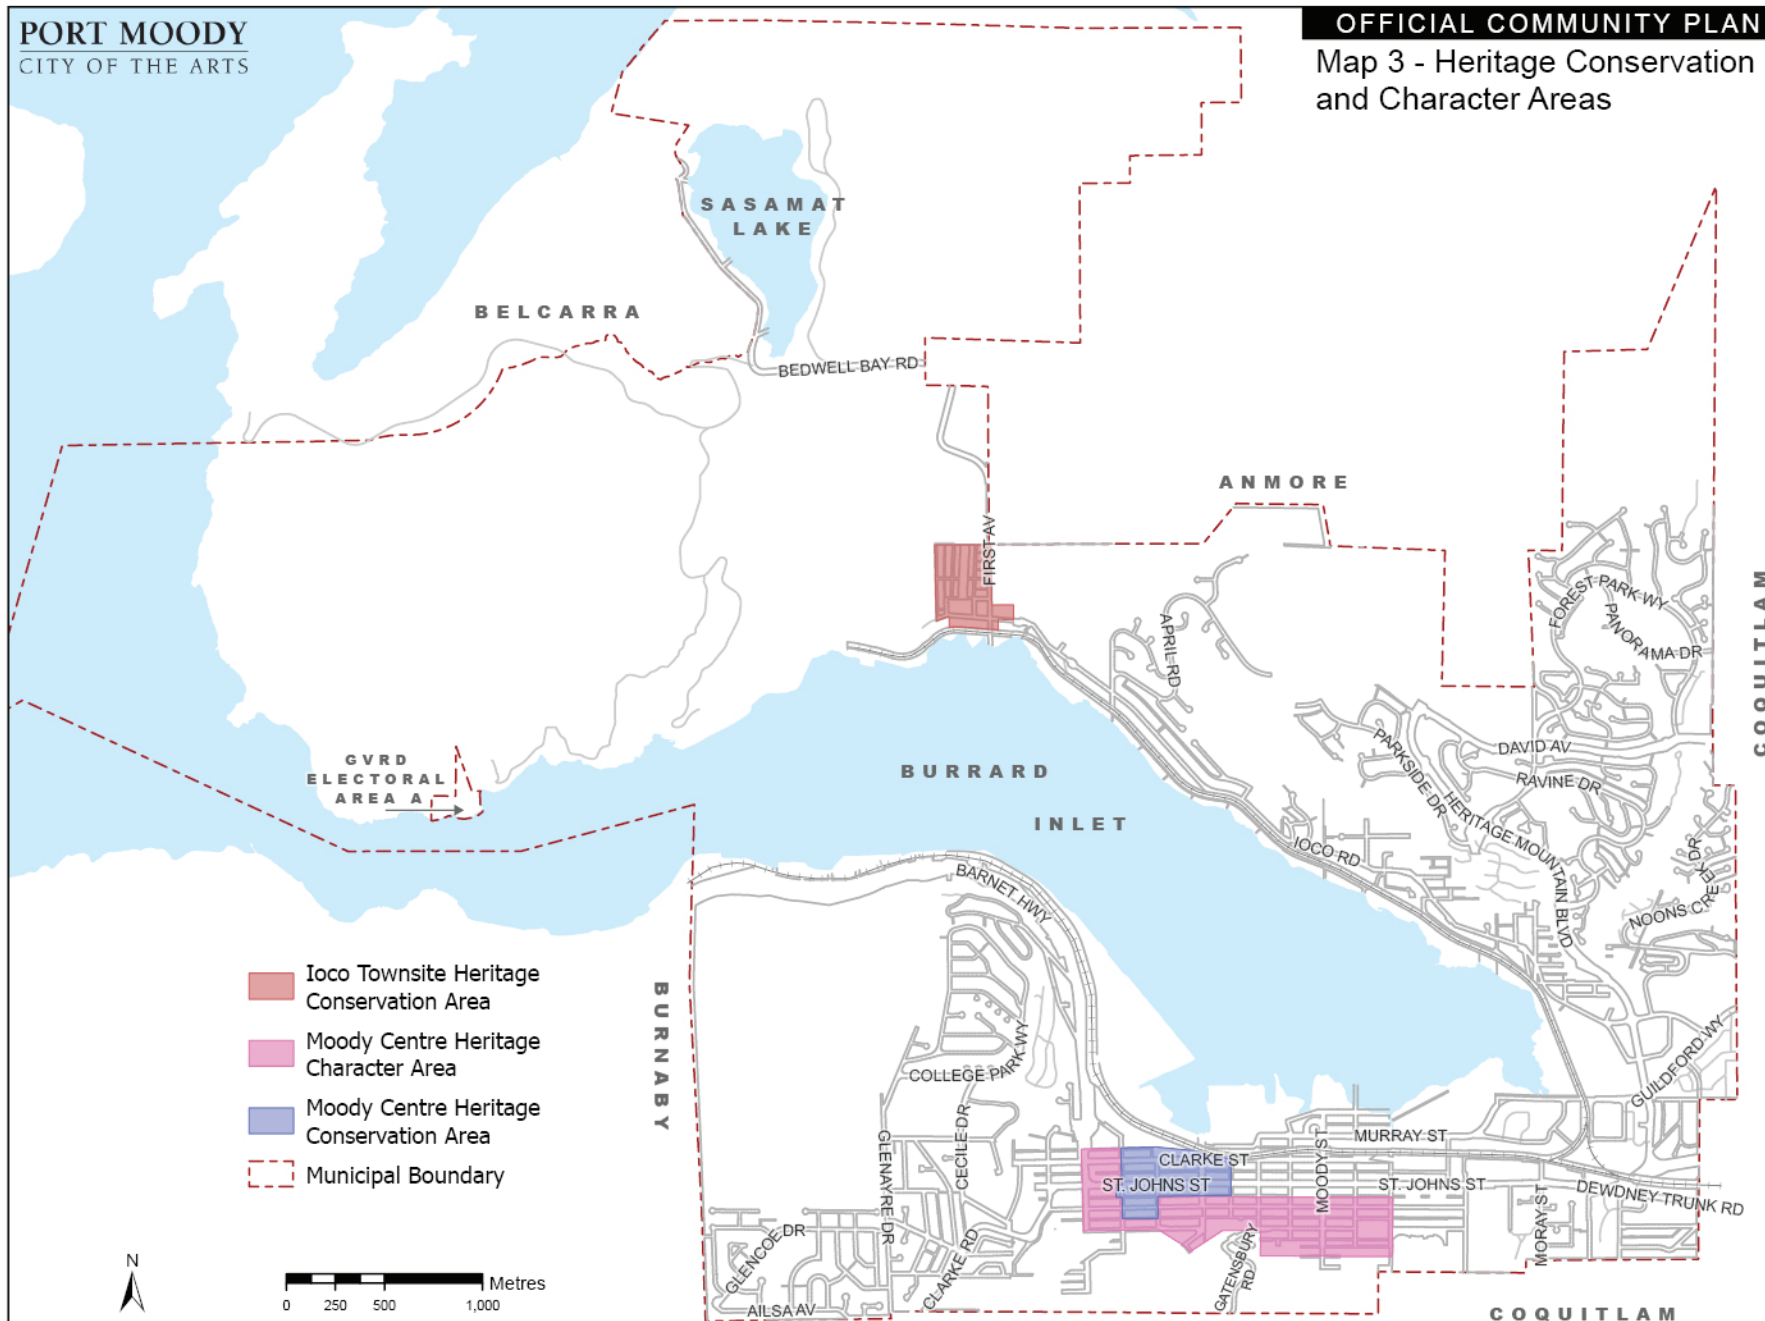 PORT MOODY
CITY OF THE ARTS
OFFICIAL COMMUNITY PLAN
Map 3 - Heritage Conservation
and Character Areas
SASAMAT
LAKE
BELCARRA
BEDWELL BAY RD
ANMORE
FIRST AV
FOREST PARK WY
PANORAMA DR
APRIL RD
COQUITLAM
DAVID AV
PARKSIDE DR
RAVINE DR
HERITAGE MOUNTAIN BLVD
GVRD
ELECTORAL
AREA A
BURRARD
INLET
IOCO RD
BARNET HWY
NOONS CREEK DR
Ioco Townsite Heritage
Conservation Area
Moody Centre Heritage
Character Area
Moody Centre Heritage
Conservation Area
Municipal Boundary
BURNABY
COLLEGE PARK WY
GUILDFORD WY
GLENAYRE DR
CECILE DR
MURRAY ST
CLARKE ST
MOODY ST
ST. JOHNS ST
ST. JOHNS ST
DEWDNEY TRUNK RD
MORAY ST
GLENCOE DR
CLARKE RD
GATENSBURY
RD
AILSA AV
N
Metres
0 250 500 1,000
COQUITLAM